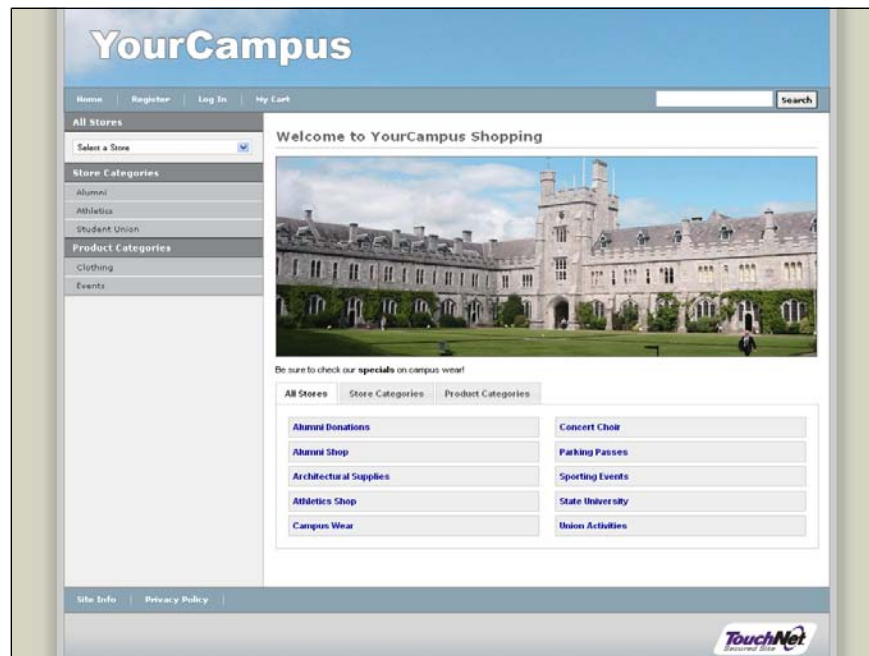 YourCampus
Home | Register | Log In | My Cart
Search
All Stores
Select a Store
Store Categories
Alumni
Athletics
Student Union
Product Categories
Clothing
Events
Welcome to YourCampus Shopping
Be sure to check our specials on campus wear!
All Stores Store Categories Product Categories
Alumni Donations Concert Choir
Alumni Shop Parking Passes
Architectural Supplies Sporting Events
Athletics Shop State University
Campus Wear Union Activities
Site Info | Privacy Policy |
TouchNet
Secured Site